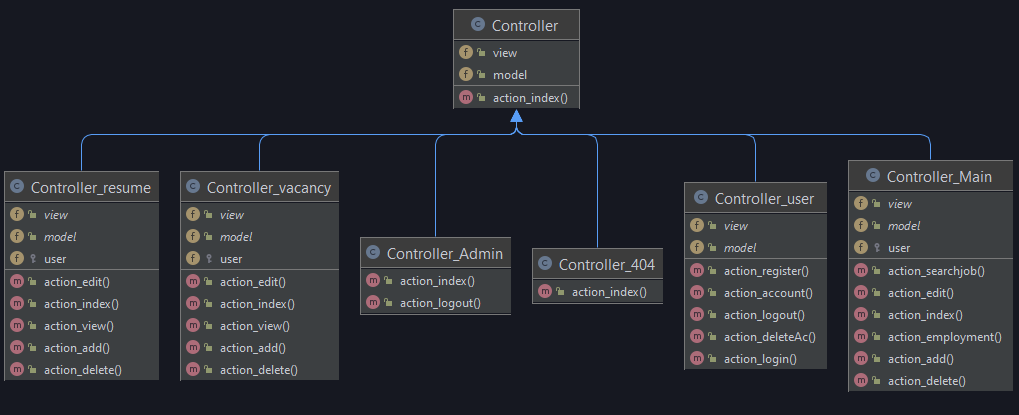 Controller
view
model
action_index()
Controller_resume
view
model
user
action_edit()
action_index()
action_view()
action_add()
action_delete()
Controller_vacancy
view
model
user
action_edit()
action_index()
action_view()
action_add()
action_delete()
Controller_Admin
action_index()
action_logout()
Controller_404
action_index()
Controller_user
view
model
action_register()
action_account()
action_logout()
action_deleteAc()
action_login()
Controller_Main
view
model
user
action_searchjob()
action_edit()
action_index()
action_employment()
action_add()
action_delete()